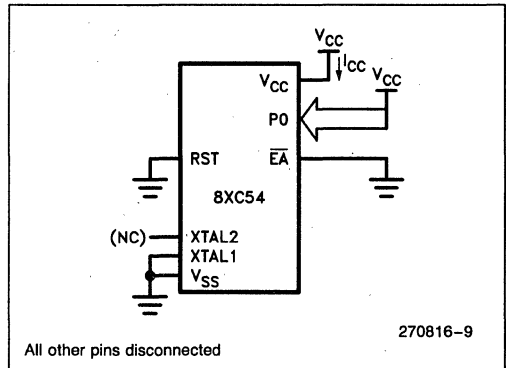 VCC
ICC
VCC
VCC
P0
RST
EA
8XC54
(NC)
XTAL2
XTAL1
VSS
270816–9
All other pins disconnected